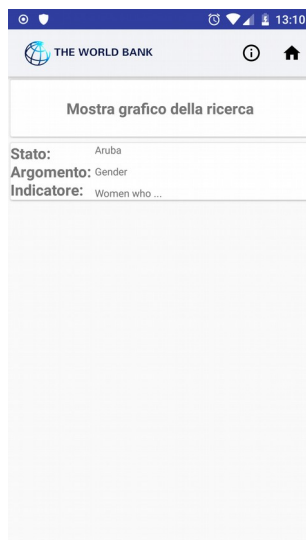 13:10
THE WORLD BANK
Mostra grafico della ricerca
Stato: Aruba
Argomento: Gender
Indicatore: Women who ...